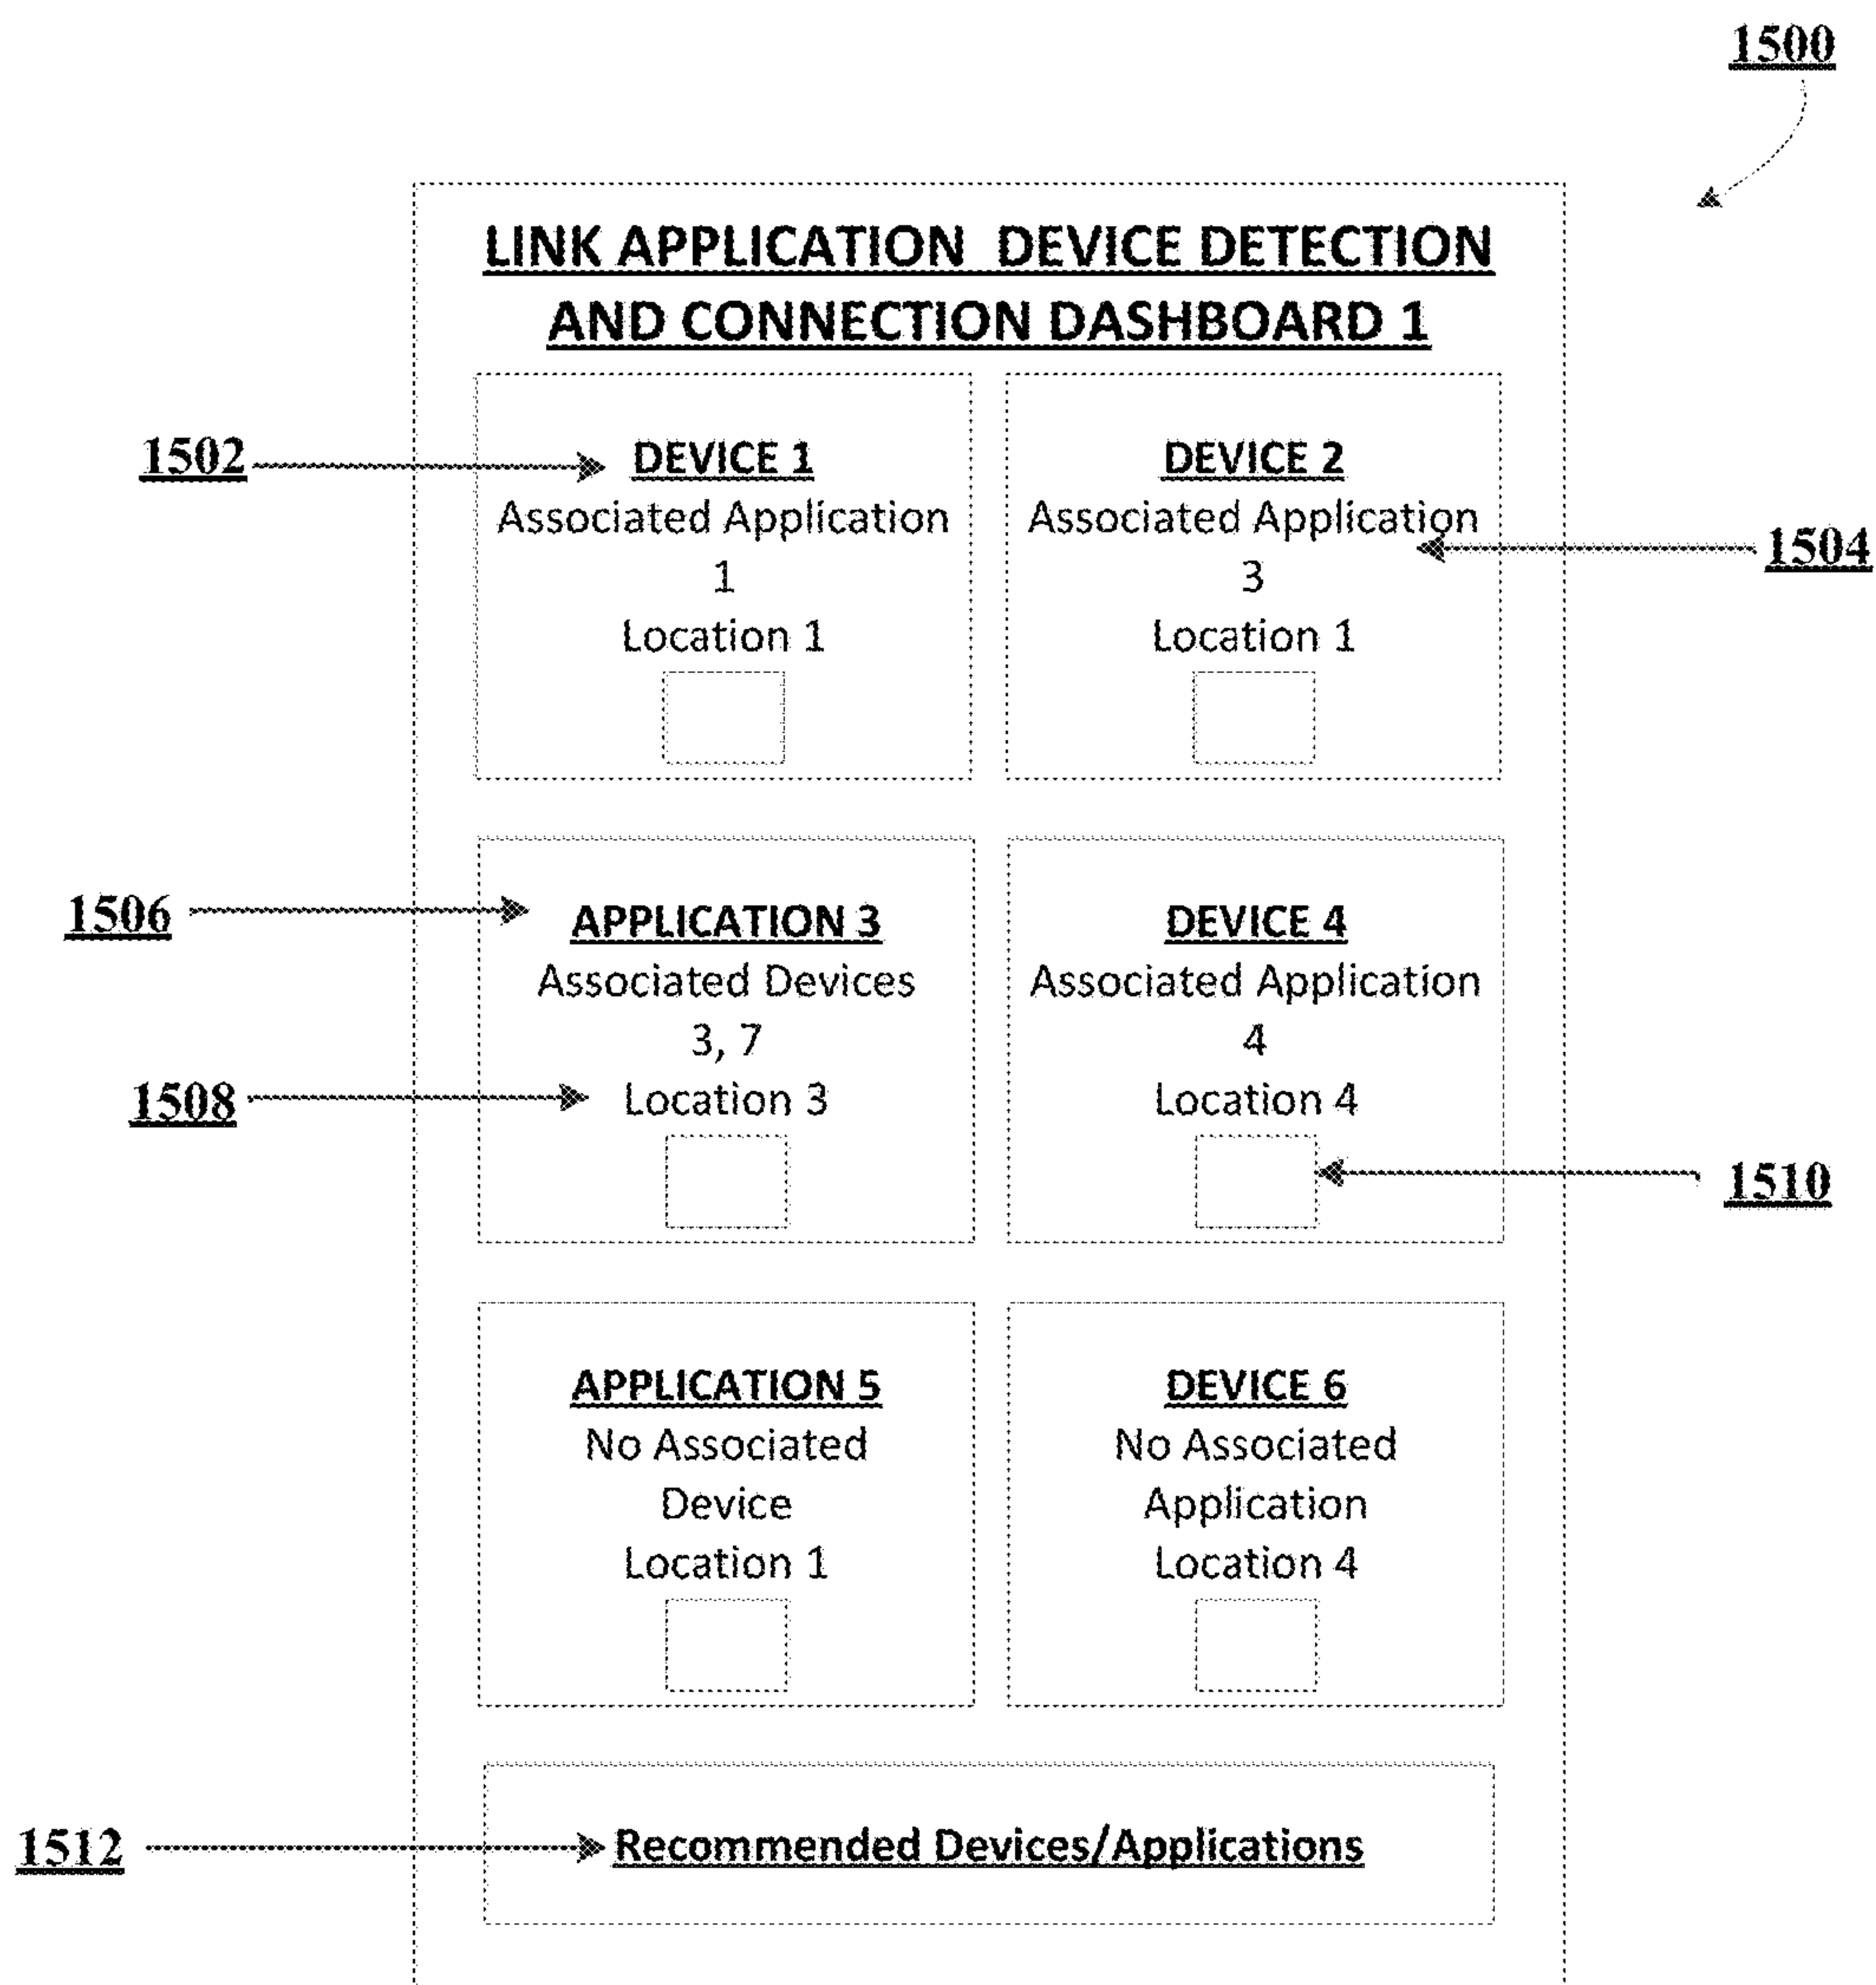 1500
LINK APPLICATION DEVICE DETECTION
AND CONNECTION DASHBOARD 1
1502
DEVICE 1
Associated Application
1
Location 1
DEVICE 2
Associated Application
3
Location 1
1504
1506
APPLICATION 3
Associated Devices
3, 7
Location 3
1508
DEVICE 4
Associated Application
4
Location 4
1510
APPLICATION 5
No Associated
Device
Location 1
DEVICE 6
No Associated
Application
Location 4
1512
Recommended Devices/Applications